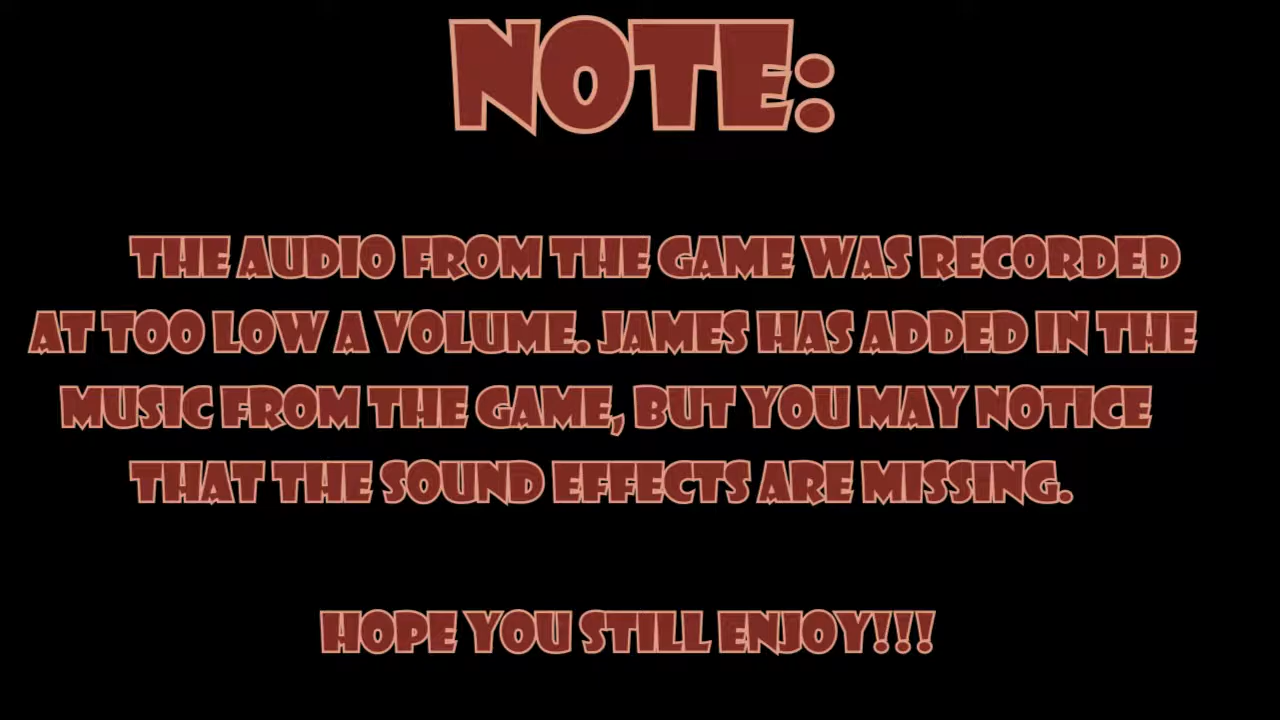 NOTE:
THE AUDIO FROM THE GAME WAS RECORDED
AT TOO LOW A VOLUME. JAMES HAS ADDED IN THE
MUSIC FROM THE GAME, BUT YOU MAY NOTICE
THAT THE SOUND EFFECTS ARE MISSING.
HOPE YOU STILL ENJOY!!!